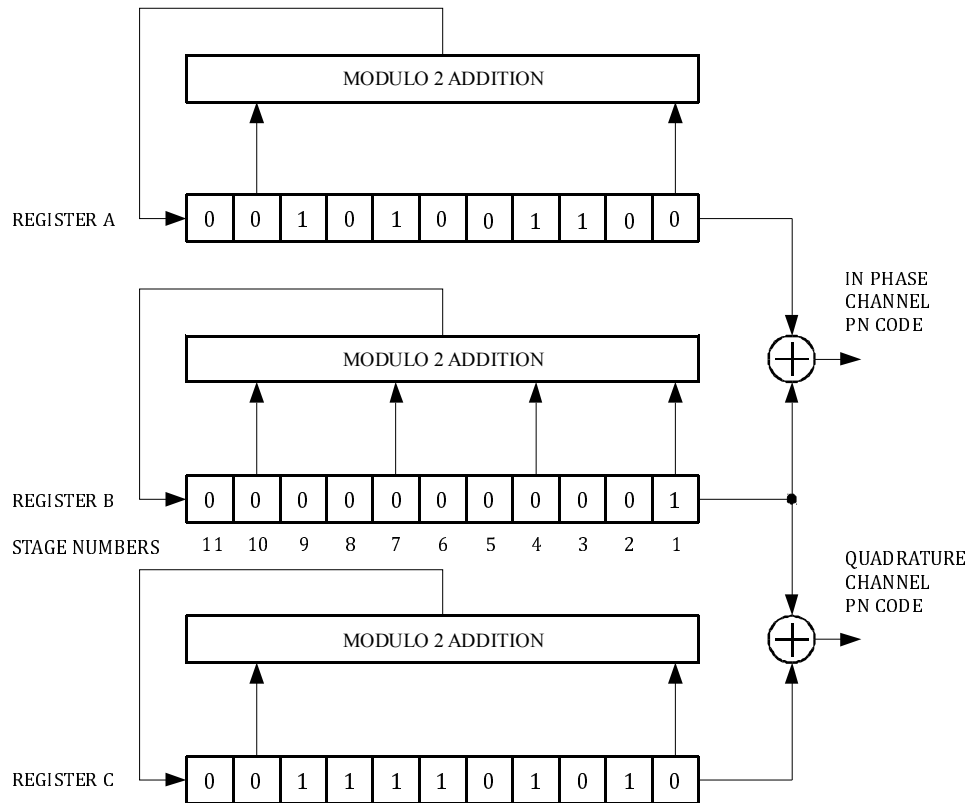 MODULO 2 ADDITION
REGISTER A 0 0 1 0 1 0 0 1 1 0 0
IN PHASE
CHANNEL
PN CODE
MODULO 2 ADDITION
REGISTER B 0 0 0 0 0 0 0 0 0 0 1
STAGE NUMBERS 11 10 9 8 7 6 5 4 3 2 1
QUADRATURE
CHANNEL
PN CODE
MODULO 2 ADDITION
REGISTER C 0 0 1 1 1 1 0 1 0 1 0